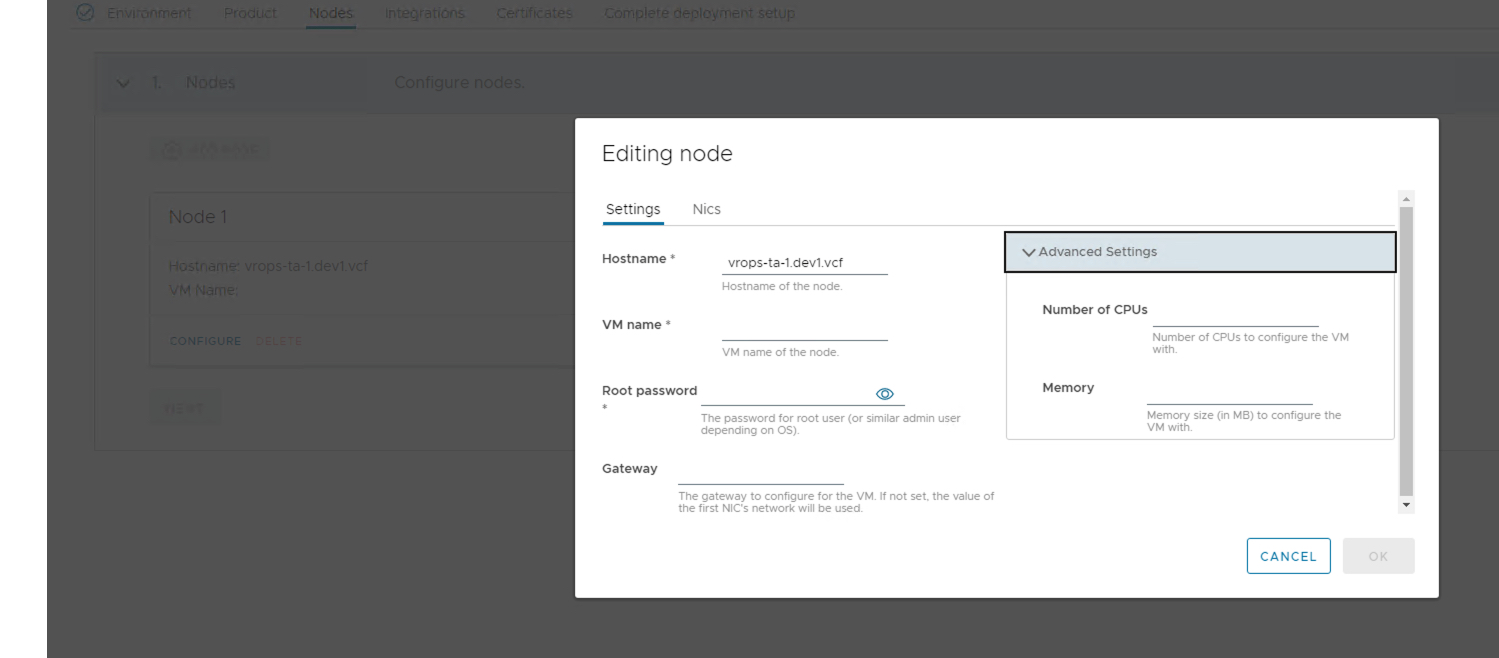 Environment Product Nodes Integrations Certificates Complete deployment setup
1. Nodes Configure nodes.
ADD NODE
Node 1
Hostname: vrops-ta-1.dev1.vcf
VM Name:
CONFIGURE DELETE
NEXT
Editing node
Settings Nics
Hostname * vrops-ta-1.dev1.vcf
Hostname of the node.
VM name *
VM name of the node.
Root password
*
The password for root user (or similar admin user
depending on OS).
Gateway
The gateway to configure for the VM. If not set, the value of
the first NIC's network will be used.
Advanced Settings
Number of CPUs
Number of CPUs to configure the VM
with.
Memory
Memory size (in MB) to configure the
VM with.
CANCEL OK